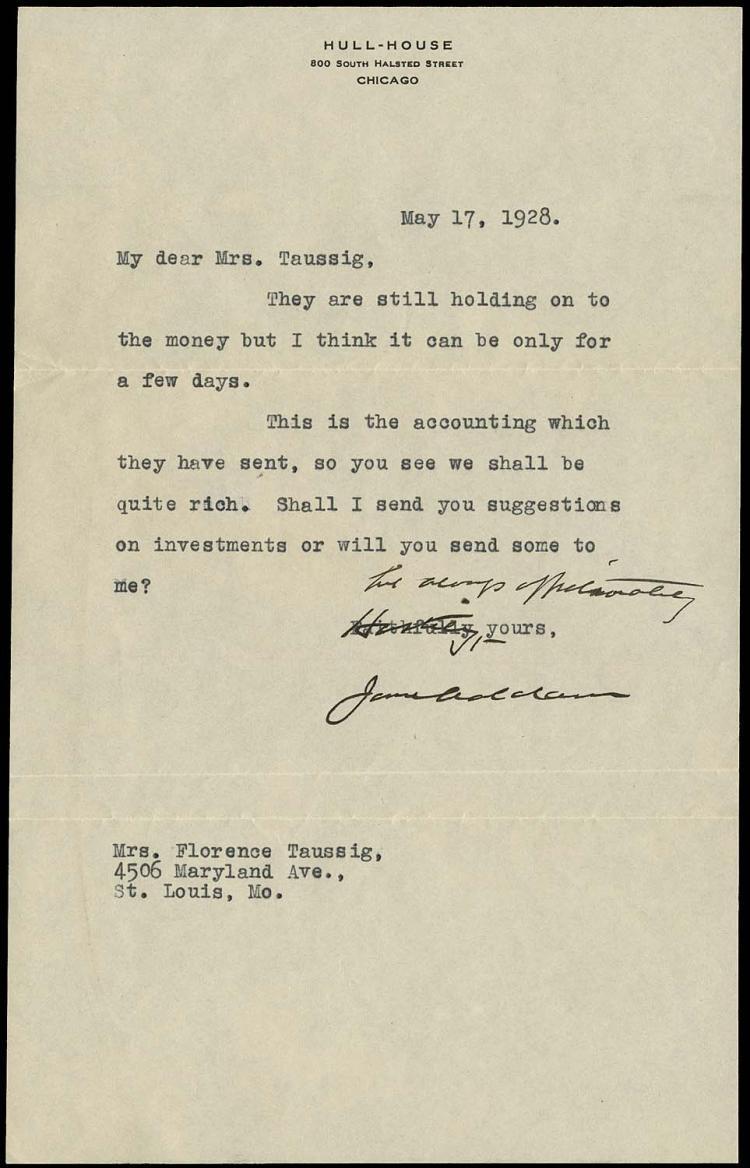 HULL-HOUSE
800 SOUTH HALSTED STREET
CHICAGO
May 17, 1928.
My dear Mrs. Taussig,
They are still holding on to
the money but I think it can be only for
a few days.
This is the accounting which
they have sent, so you see we shall be
quite rich. Shall I send you suggestions
on investments or will you send some to
me?
always affectionately
yours,
Jane Addams
Mrs. Florence Taussig,
4506 Maryland Ave.,
St. Louis, Mo.